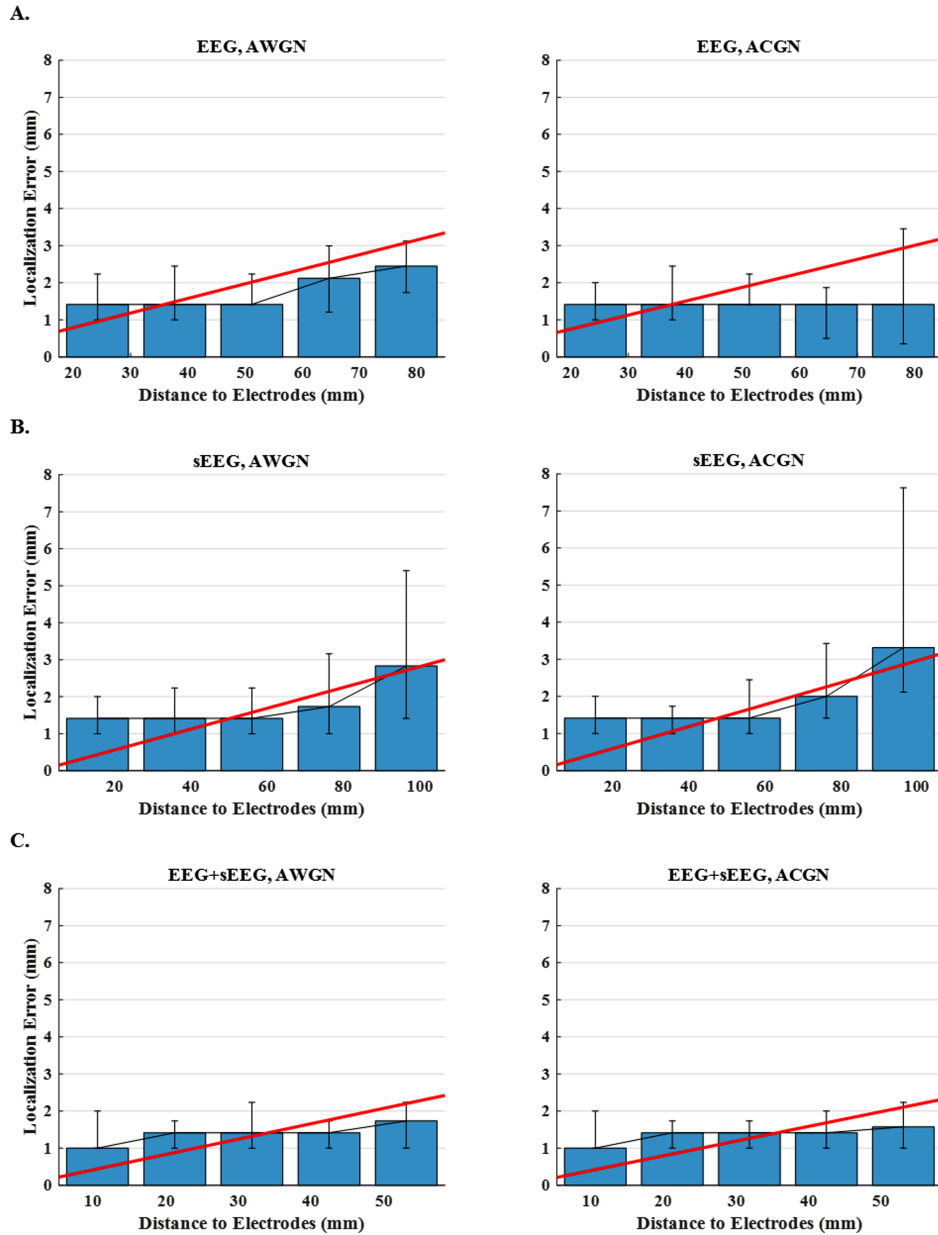 A.
EEG, AWGN
EEG, ACGN
Localization Error (mm)
8
7
6
5
4
3
2
1
0
20 30 40 50 60 70 80
Distance to Electrodes (mm)
8
7
6
5
4
3
2
1
0
20 30 40 50 60 70 80
Distance to Electrodes (mm)
B.
sEEG, AWGN
sEEG, ACGN
Localization Error (mm)
8
7
6
5
4
3
2
1
0
20 40 60 80 100
Distance to Electrodes (mm)
8
7
6
5
4
3
2
1
0
20 40 60 80 100
Distance to Electrodes (mm)
C.
EEG+sEEG, AWGN
EEG+sEEG, ACGN
Localization Error (mm)
8
7
6
5
4
3
2
1
0
10 20 30 40 50
Distance to Electrodes (mm)
8
7
6
5
4
3
2
1
0
10 20 30 40 50
Distance to Electrodes (mm)